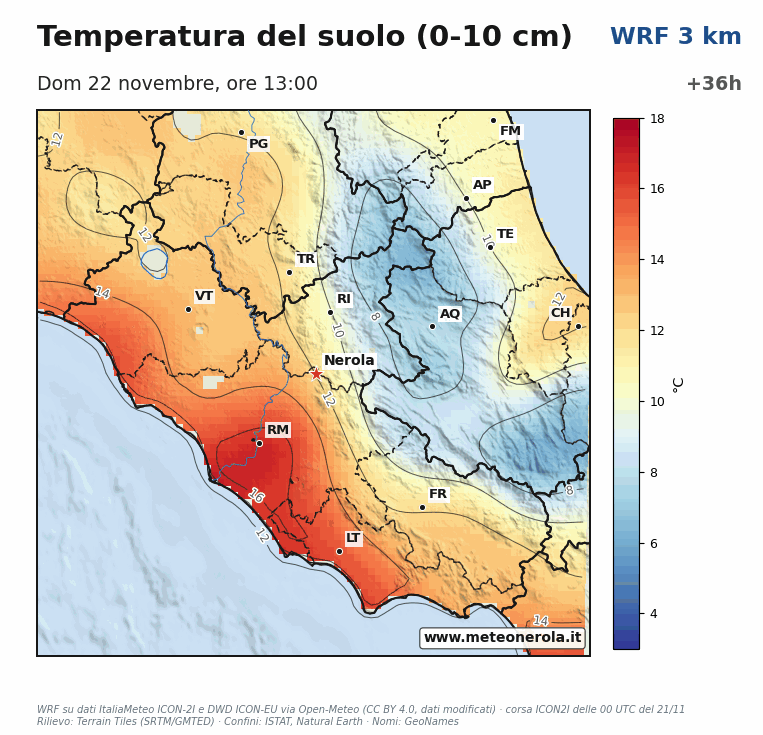 Temperatura del suolo (0-10 cm)
WRF 3 km
Dom 22 novembre, ore 13:00
+36h
FM
PG
12
AP
TE
10
12
TR
14
VT
RI
12
CH
8
AQ
10
Nerola
12
RM
16
FR
8
12
LT
14
www.meteonerola.it
18
16
14
12
10
8
6
4
°C
WRF su dati ItaliaMeteo ICON-2I e DWD ICON-EU via Open-Meteo (CC BY 4.0, dati modificati) · corsa ICON2I delle 00 UTC del 21/11
Rilievo: Terrain Tiles (SRTM/GMTED) · Confini: ISTAT, Natural Earth · Nomi: GeoNames